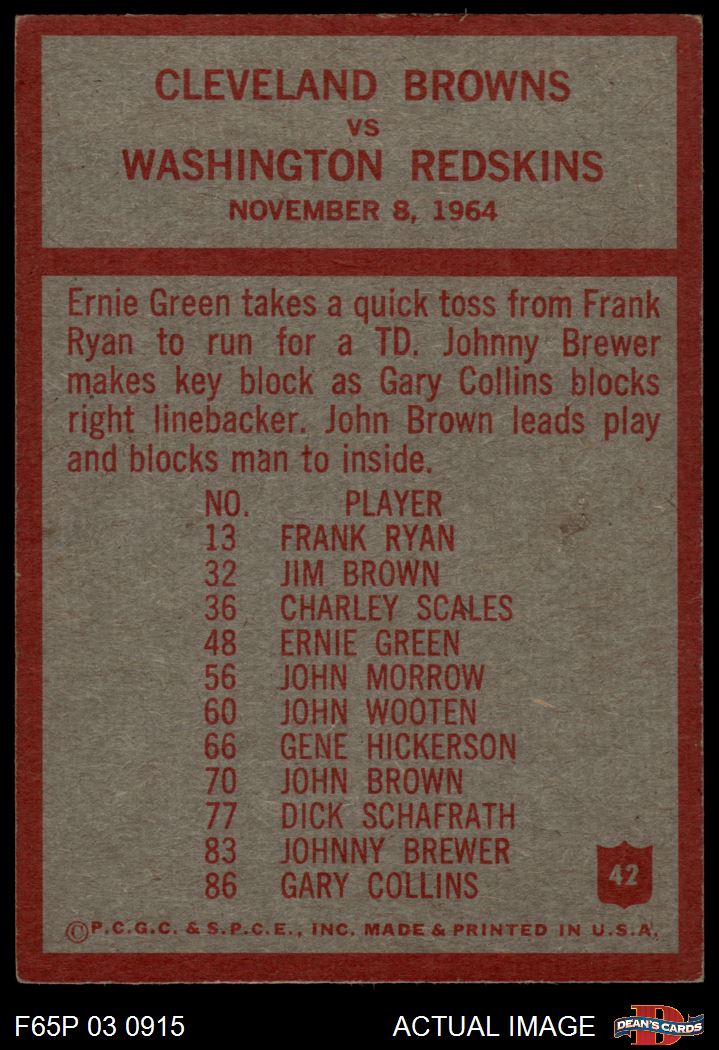 CLEVELAND BROWNS
VS
WASHINGTON REDSKINS
NOVEMBER 8, 1964
Ernie Green takes a quick toss from Frank
Ryan to run for a TD. Johnny Brewer
makes key block as Gary Collins blocks
right linebacker. John Brown leads play
and blocks man to inside.
NO. PLAYER
13 FRANK RYAN
32 JIM BROWN
36 CHARLEY SCALES
48 ERNIE GREEN
56 JOHN MORROW
60 JOHN WOOTEN
66 GENE HICKERSON
70 JOHN BROWN
77 DICK SCHAFRATH
83 JOHNNY BREWER
86 GARY COLLINS
42
©P.C.G.C. & S.P.C.E., INC. MADE & PRINTED IN U.S.A.
F65P 03 0915 ACTUAL IMAGE D DEAN'S CARDS